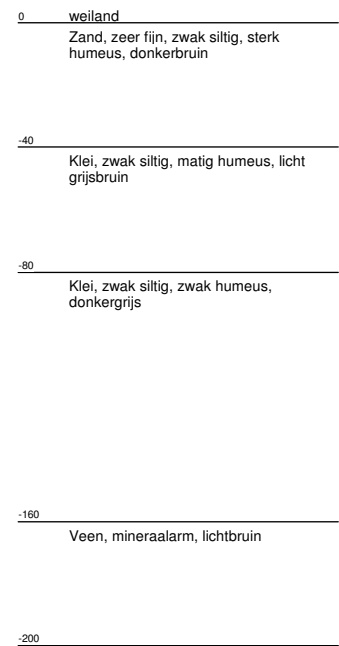 0 weiland
Zand, zeer fijn, zwak siltig, sterk
humeus, donkerbruin
-40
Klei, zwak siltig, matig humeus, licht
grijsbruin
-80
Klei, zwak siltig, zwak humeus,
donkergrijs
-160
Veen, mineraalarm, lichtbruin
-200